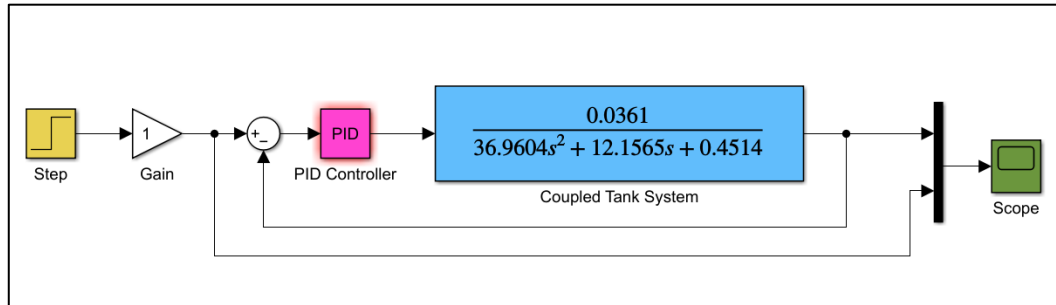 Step
1
Gain
+
−
PID
PID Controller
0.0361
36.9604s² + 12.1565s + 0.4514
Coupled Tank System
Scope